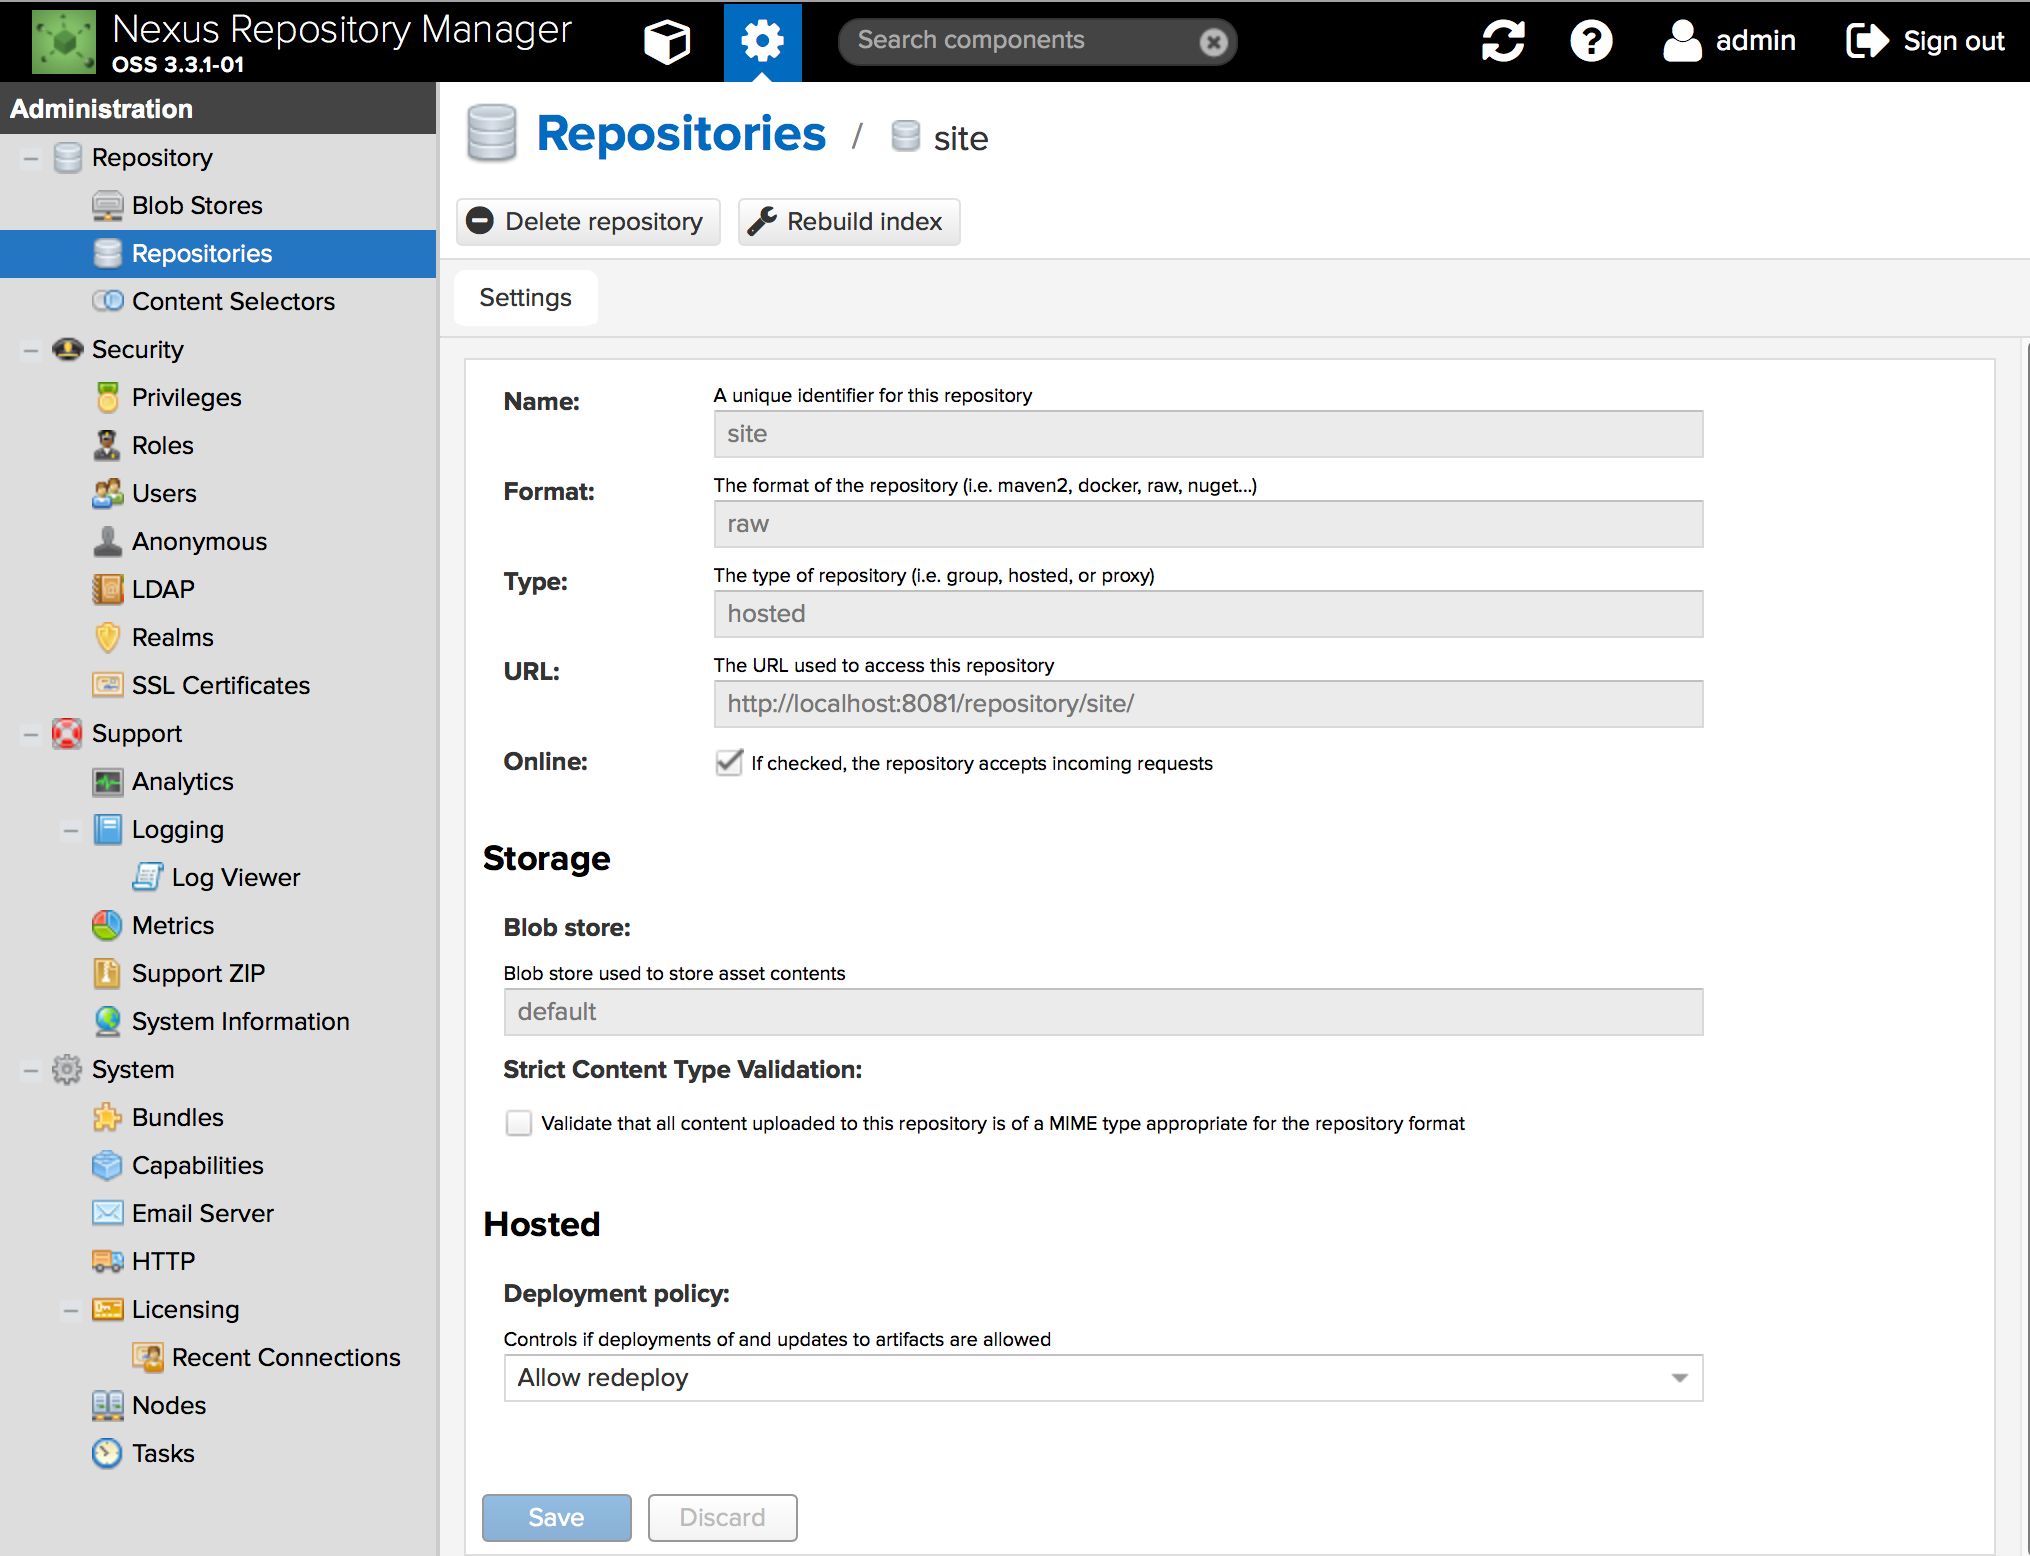 Nexus Repository Manager
OSS 3.3.1-01
Search components
admin
Sign out
Administration
Repository
Blob Stores
Repositories
Content Selectors
Security
Privileges
Roles
Users
Anonymous
LDAP
Realms
SSL Certificates
Support
Analytics
Logging
Log Viewer
Metrics
Support ZIP
System Information
System
Bundles
Capabilities
Email Server
HTTP
Licensing
Recent Connections
Nodes
Tasks
Repositories / site
Delete repository
Rebuild index
Settings
Name:
A unique identifier for this repository
site
Format:
The format of the repository (i.e. maven2, docker, raw, nuget...)
raw
Type:
The type of repository (i.e. group, hosted, or proxy)
hosted
URL:
The URL used to access this repository
http://localhost:8081/repository/site/
Online:
If checked, the repository accepts incoming requests
Storage
Blob store:
Blob store used to store asset contents
default
Strict Content Type Validation:
Validate that all content uploaded to this repository is of a MIME type appropriate for the repository format
Hosted
Deployment policy:
Controls if deployments of and updates to artifacts are allowed
Allow redeploy
Save
Discard